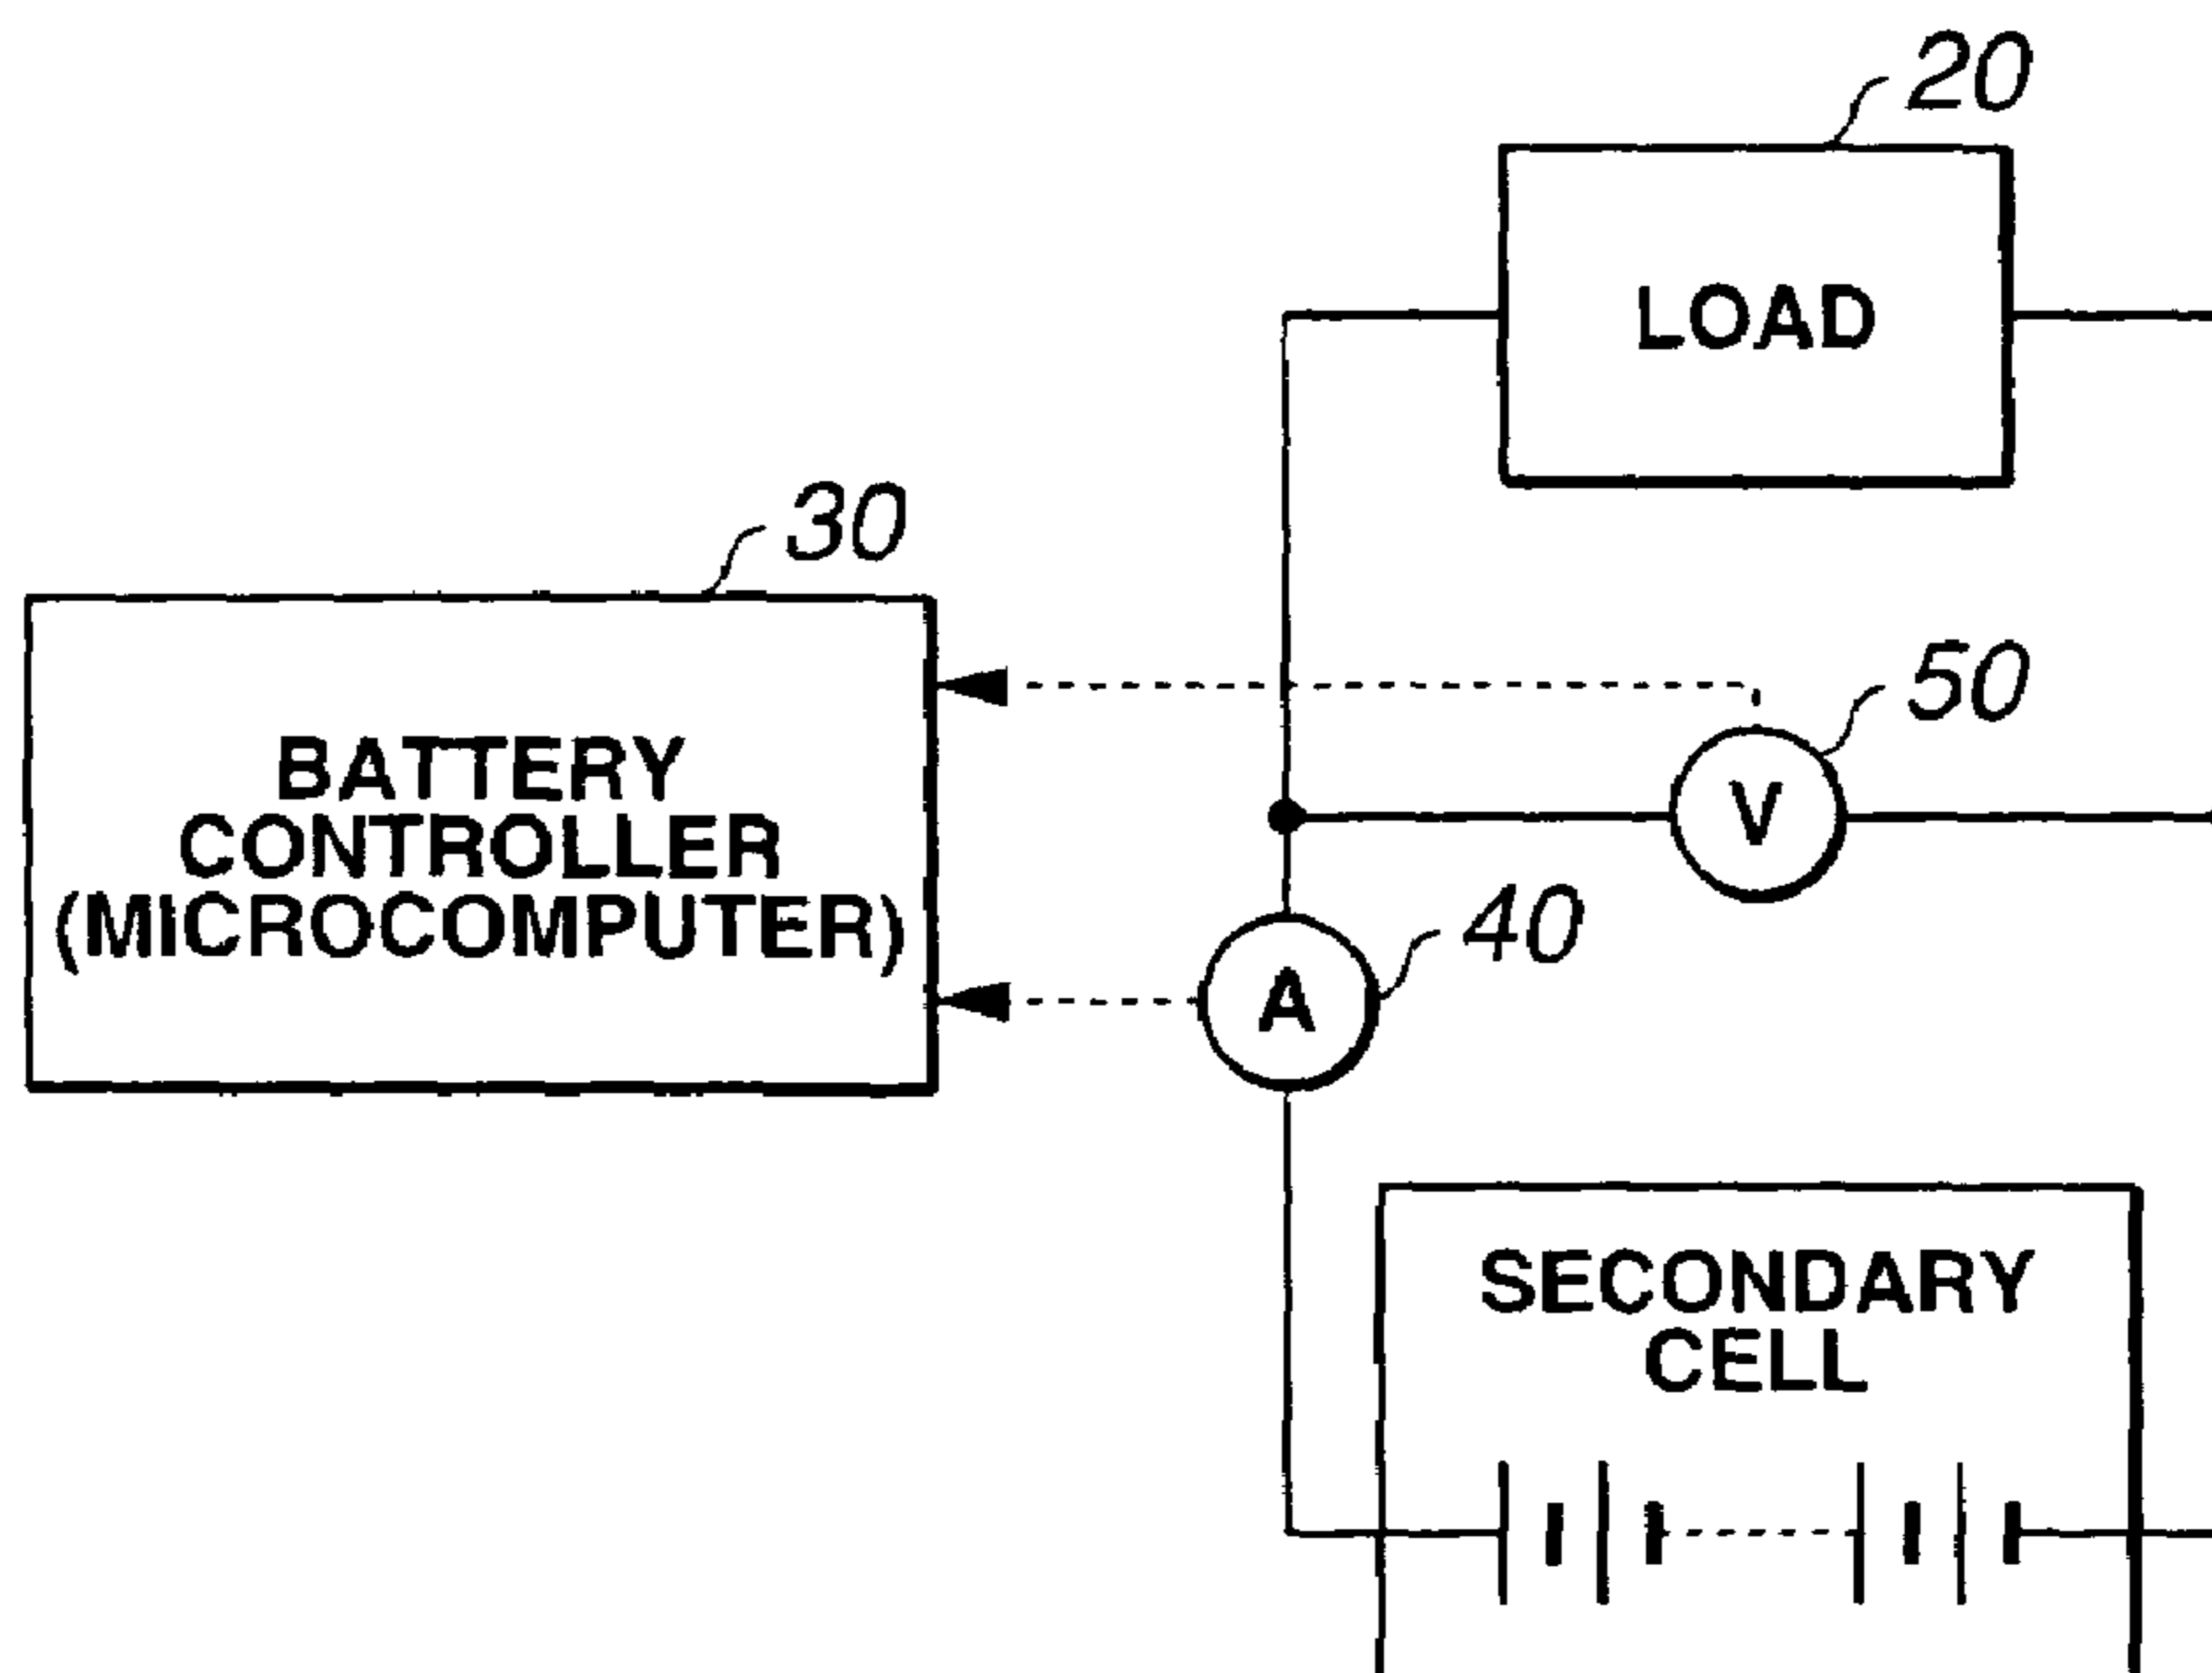 20
LOAD
30
BATTERY
CONTROLLER
(MICROCOMPUTER)
50
V
40
A
SECONDARY
CELL